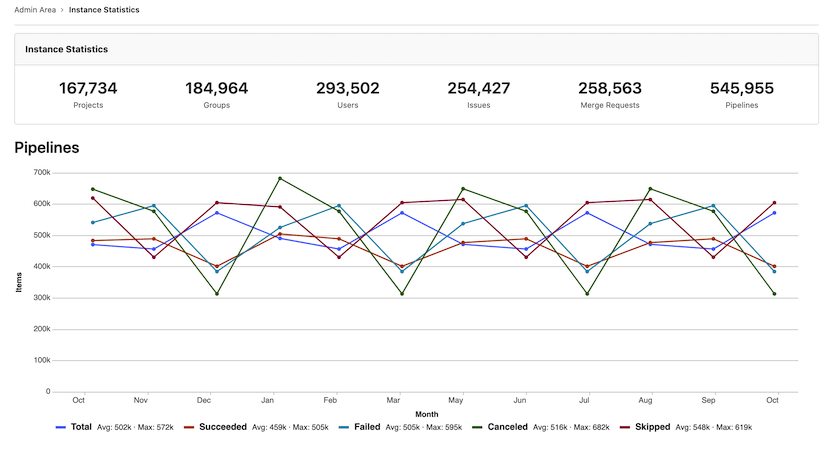 Admin Area › Instance Statistics
Instance Statistics
167,734 184,964 293,502 254,427 258,563 545,955
Projects Groups Users Issues Merge Requests Pipelines
Pipelines
700k
600k
500k
400k
300k
200k
100k
0
Items
Oct Nov Dec Jan Feb Mar May Jun Jul Aug Sep Oct
Month
Total Avg: 502k · Max: 572k Succeeded Avg: 459k · Max: 505k Failed Avg: 505k · Max: 595k Canceled Avg: 516k · Max: 682k Skipped Avg: 548k · Max: 619k